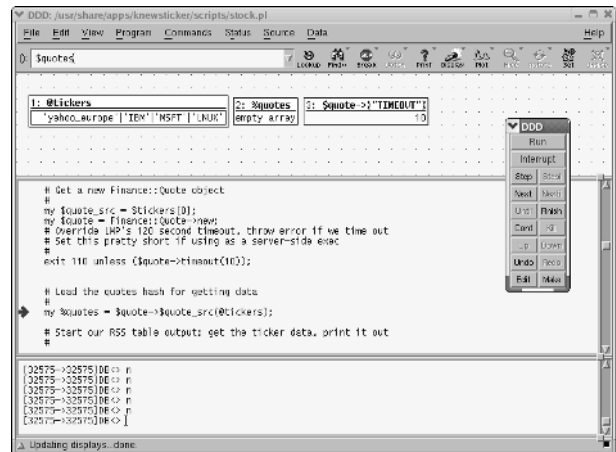 DDD: /usr/share/apps/knewsticker/scripts/stock.pl
File Edit View Program Commands Status Source Data Help
(): $quotes
Lookup Find» Break Print Display Plot Set
1: @tickers
'yahoo_europe'|'IBM'|'MSFT'|'LNUX'
2: %quotes
empty array
3: $quote->{"TIMEOUT"}
10
DDD
Run
Interrupt
Step Stepi
Next Nexti
Until Finish
Cont Kill
Up Down
Undo Redo
Edit Make
# Get a new Finance::Quote object
#
my $quote_src = $tickers[0];
my $quote = Finance::Quote->new;
# Override LWP's 120 second timeout, throw error if we time out
# Set this pretty short if using as a server-side exec
#
exit 110 unless ($quote->timeout(10));
# Load the quotes hash for getting data
#
my %quotes = $quote->$quote_src(@tickers);
# Start our RSS table output; get the ticker data, print it out
#
[32575->32575]DB<> n
[32575->32575]DB<> n
[32575->32575]DB<> n
[32575->32575]DB<> n
[32575->32575]DB<> n
[32575->32575]DB<>
Updating displays...done.